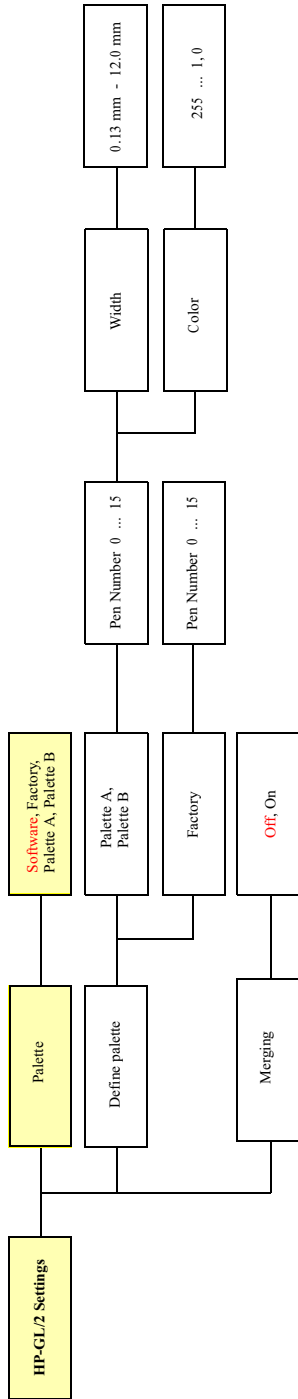 HP-GL/2 Settings
Palette
Software, Factory,
Palette A, Palette B
Define palette
Palette A,
Palette B
Pen Number 0 ... 15
Width
0.13 mm - 12.0 mm
Color
255 ... 1, 0
Factory
Pen Number 0 ... 15
Merging
Off, On